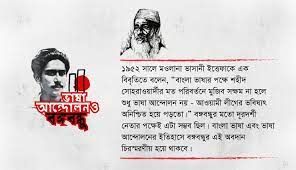 ১৯৫২ সালে মওলানা ভাসানী ইত্তেফাকে এক
বিবৃতিতে বলেন, “বাংলা ভাষার পক্ষে শহীদ
সোহরাওয়ার্দীর মত পরিবর্তনে মুজিব সক্ষম না হলে
শুধু ভাষা আন্দোলন নয় - আওয়ামী লীগের ভবিষ্যৎ
অনিশ্চিত হয়ে পড়তো।” বঙ্গবন্ধুর মতো দূরদর্শী
নেতার পক্ষেই এটা সম্ভব ছিল। বাংলা ভাষা এবং ভাষা
আন্দোলনের ইতিহাসে বঙ্গবন্ধুর এই অবদান
চিরস্মরণীয় হয়ে থাকবে।
ভাষা
আন্দোলন ও
বঙ্গবন্ধু